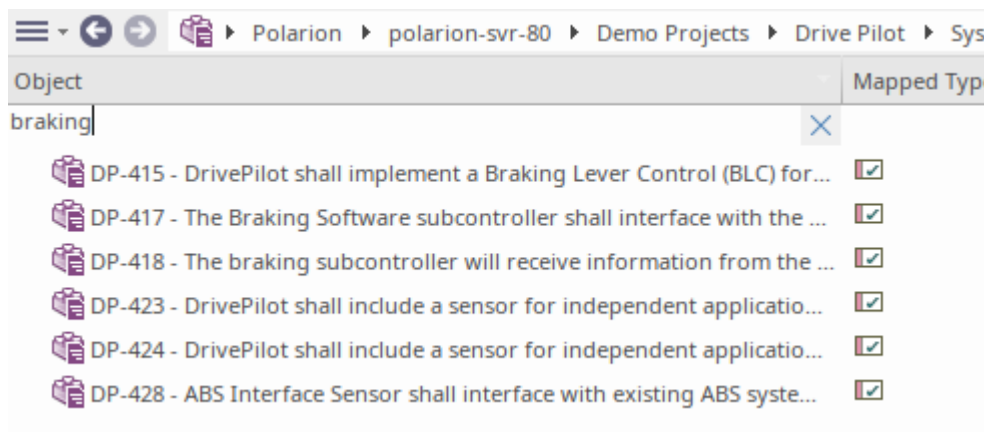 Polarion polarion-svr-80 Demo Projects Drive Pilot Sys
Object Mapped Typ
braking
DP-415 - DrivePilot shall implement a Braking Lever Control (BLC) for...
DP-417 - The Braking Software subcontroller shall interface with the ...
DP-418 - The braking subcontroller will receive information from the ...
DP-423 - DrivePilot shall include a sensor for independent applicatio...
DP-424 - DrivePilot shall include a sensor for independent applicatio...
DP-428 - ABS Interface Sensor shall interface with existing ABS syste...